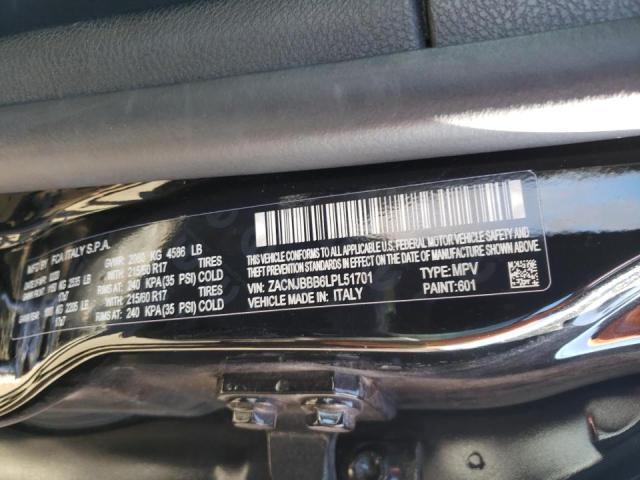 MFD BY: FCA ITALY S.P.A.
GVWR: 2080 KG 4586 LB
WITH 215/60 R17 TIRES
RIMS AT: 240 KPA(35 PSI) COLD
WITH 215/60 R17 TIRES
RIMS AT: 240 KPA(35 PSI) COLD
THIS VEHICLE CONFORMS TO ALL
APPLICABLE U.S.A. FEDERAL MOTOR VEHICLE SAFETY AND
THEFT PREVENTION STANDARDS IN EFFECT
ON THE DATE OF MANUFACTURE SHOWN ABOVE.
VIN: ZACNJBBB6LPL51701 TYPE: MPV
VEHICLE MADE IN: ITALY PAINT: 601